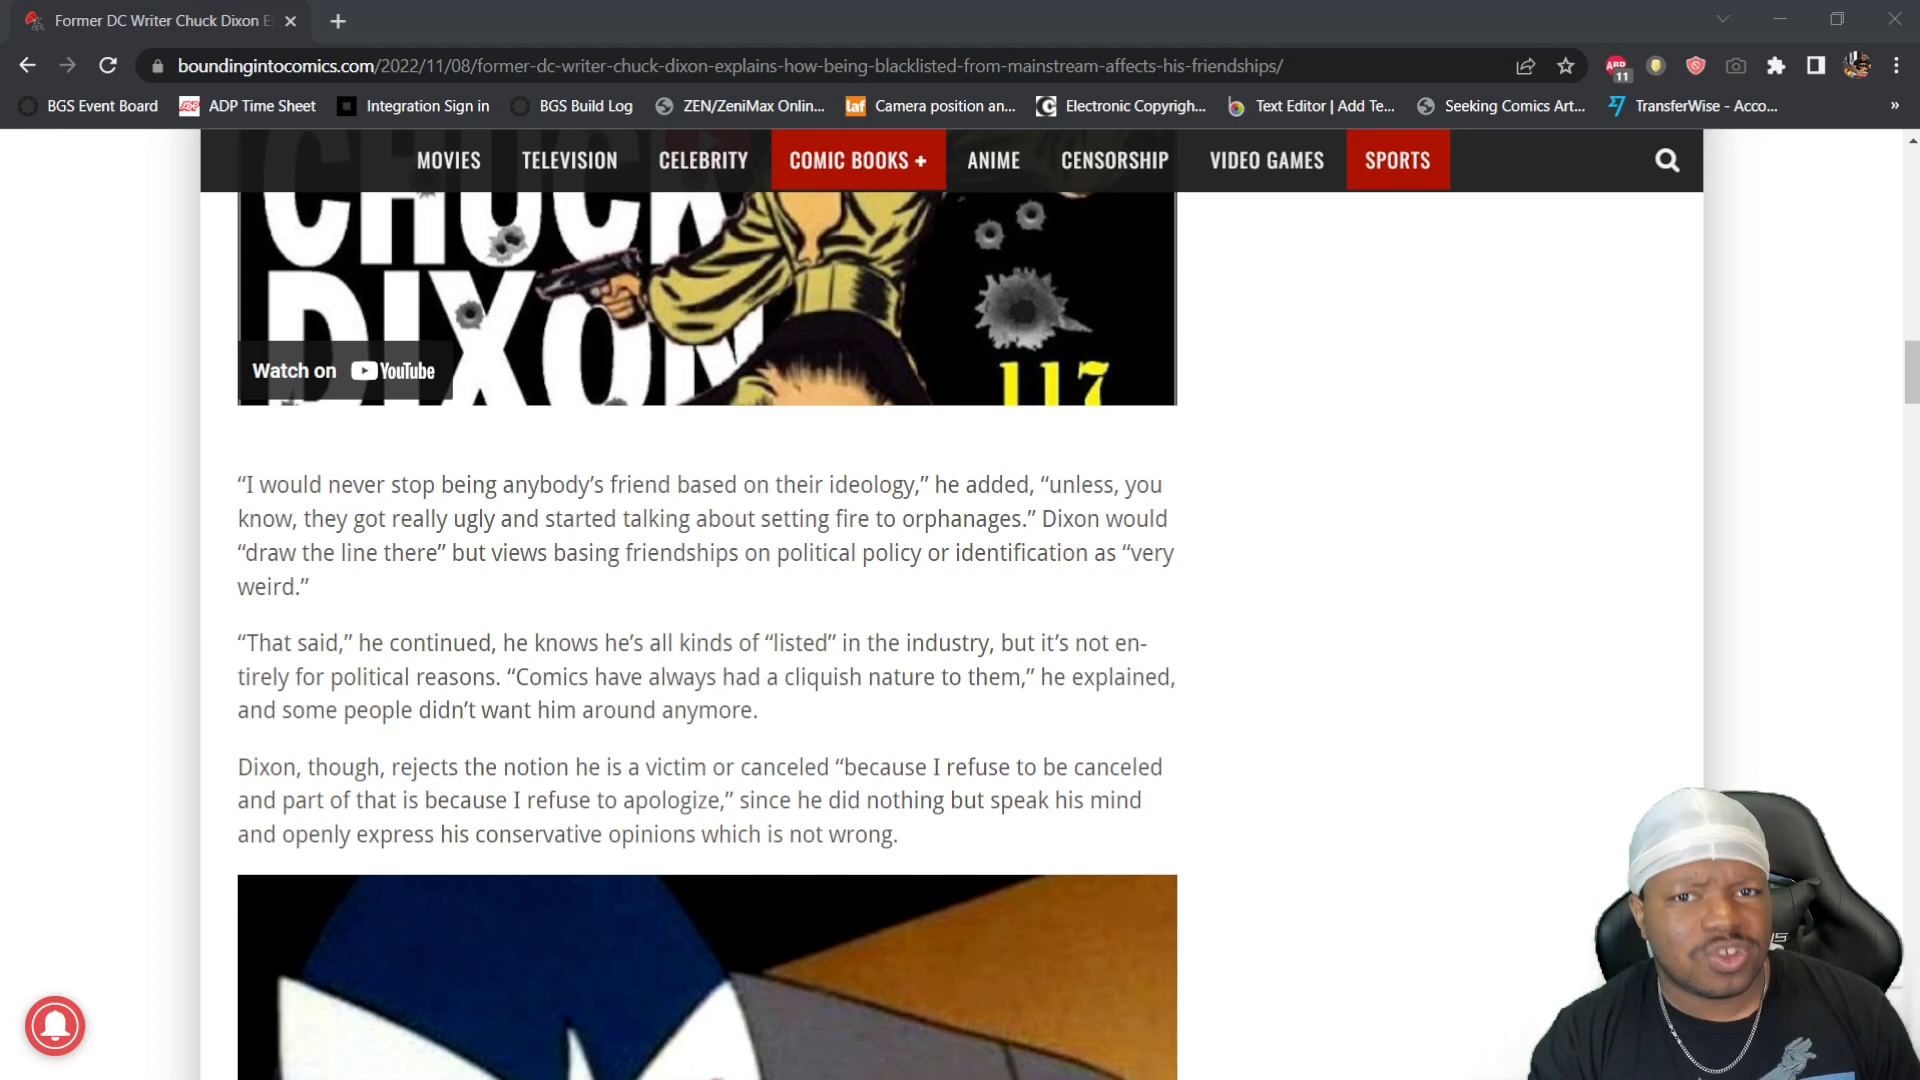 Former DC Writer Chuck Dixon E
boundingintocomics.com/2022/11/08/former-dc-writer-chuck-dixon-explains-how-being-blacklisted-from-mainstream-affects-his-friendships/
ABP
11
BGS Event Board
ADP Time Sheet
Integration Sign in
BGS Build Log
ZEN/ZeniMax Onlin...
laf
Camera position an...
Electronic Copyrigh...
Text Editor | Add Te...
Seeking Comics Art...
TransferWise - Acco...
»
MOVIES
TELEVISION
CELEBRITY
COMIC BOOKS +
ANIME
CENSORSHIP
VIDEO GAMES
SPORTS
CHUCK
DIXON
117
Watch on YouTube
“I would never stop being anybody’s friend based on their ideology,” he added, “unless, you
know, they got really ugly and started talking about setting fire to orphanages.” Dixon would
“draw the line there” but views basing friendships on political policy or identification as “very
weird.”
“That said,” he continued, he knows he’s all kinds of “listed” in the industry, but it’s not en-
tirely for political reasons. “Comics have always had a cliquish nature to them,” he explained,
and some people didn’t want him around anymore.
Dixon, though, rejects the notion he is a victim or canceled “because I refuse to be canceled
and part of that is because I refuse to apologize,” since he did nothing but speak his mind
and openly express his conservative opinions which is not wrong.